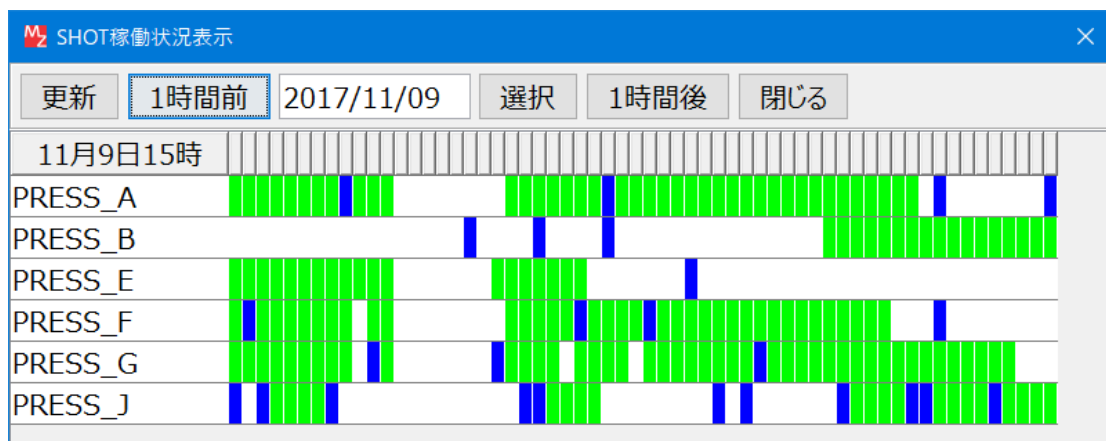 MZ SHOT稼働状況表示
更新 1時間前 2017/11/09 選択 1時間後 閉じる
11月9日15時
PRESS_A
PRESS_B
PRESS_E
PRESS_F
PRESS_G
PRESS_J